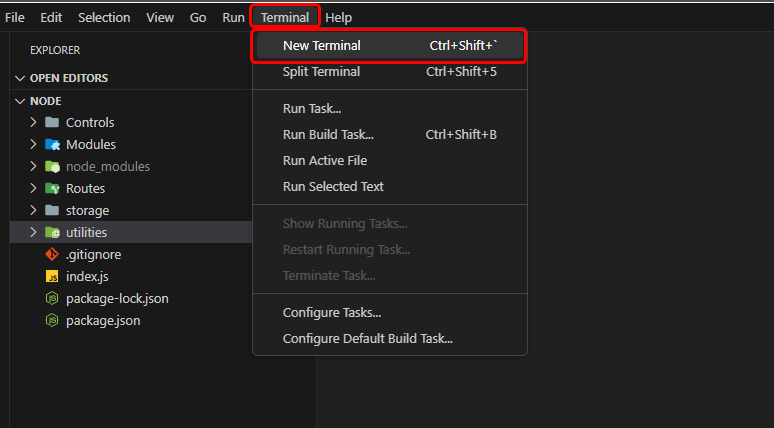 File Edit Selection View Go Run Terminal Help
EXPLORER
OPEN EDITORS
NODE
Controls
Modules
node_modules
Routes
storage
utilities
.gitignore
index.js
package-lock.json
package.json
New Terminal Ctrl+Shift+`
Split Terminal Ctrl+Shift+5
Run Task...
Run Build Task... Ctrl+Shift+B
Run Active File
Run Selected Text
Show Running Tasks...
Restart Running Task...
Terminate Task...
Configure Tasks...
Configure Default Build Task...